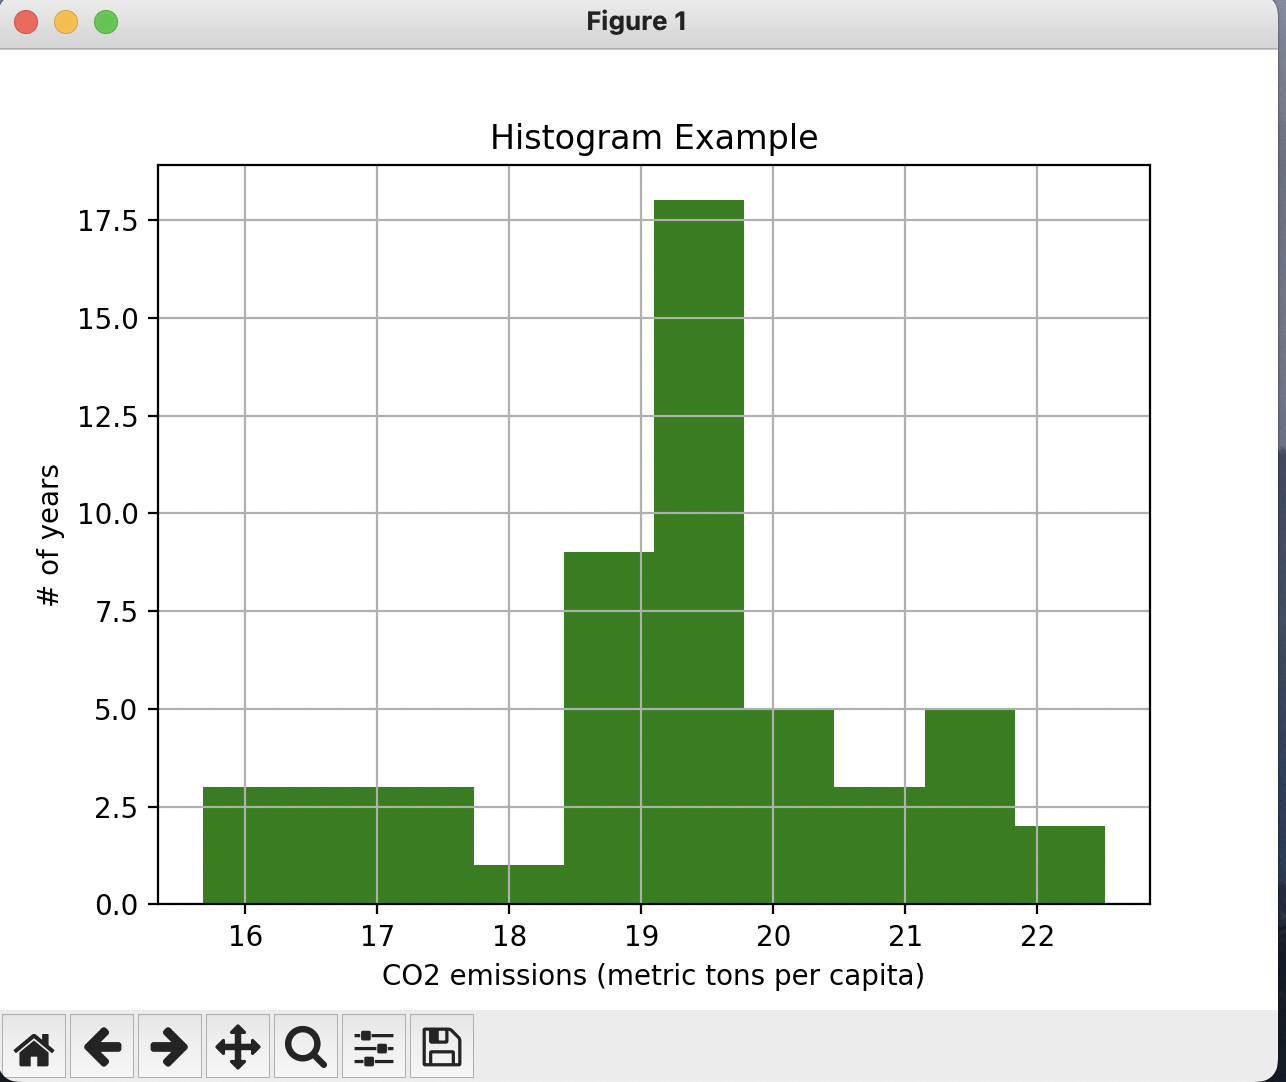 Figure 1
Histogram Example
17.5
15.0
12.5
10.0
7.5
5.0
2.5
0.0
# of years
16 17 18 19 20 21 22
CO2 emissions (metric tons per capita)